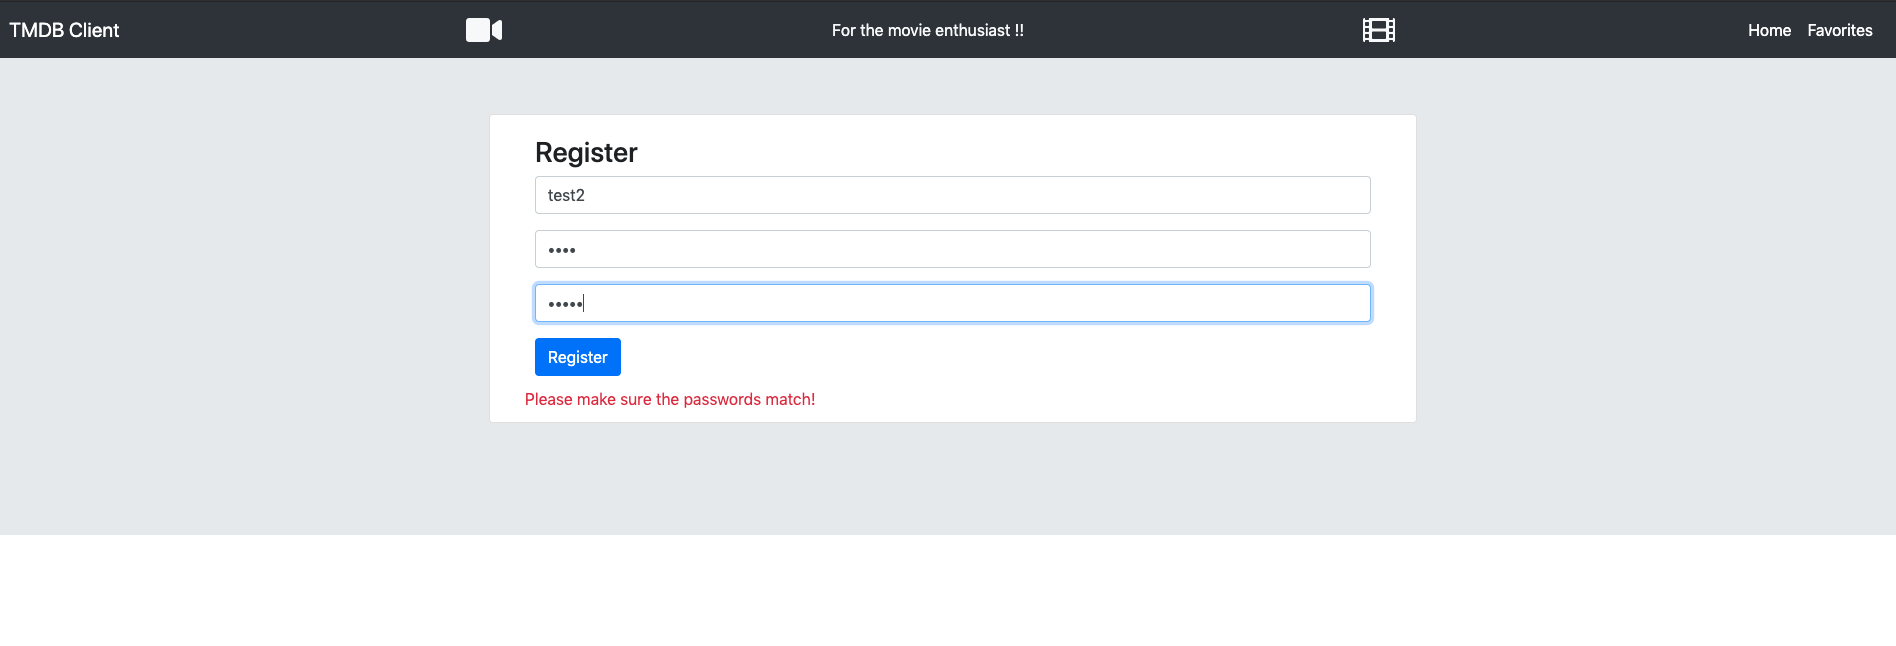 TMDB Client For the movie enthusiast !! Home Favorites
Register
test2
••••
•••••
Register
Please make sure the passwords match!